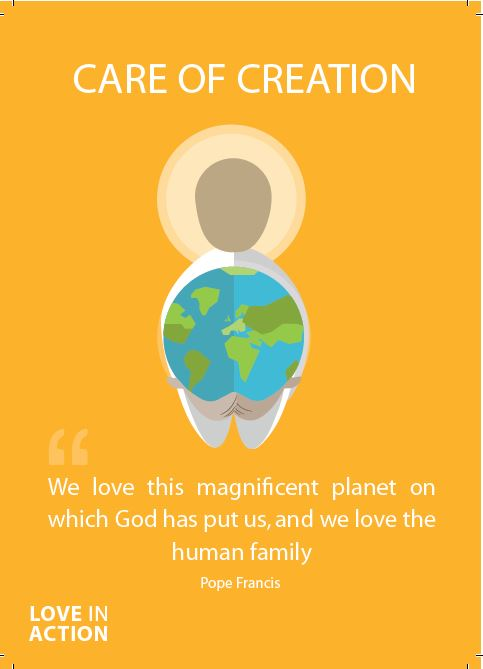 CARE OF CREATION
“
We love this magnificent planet on
which God has put us, and we love the
human family
Pope Francis
LOVE IN
ACTION